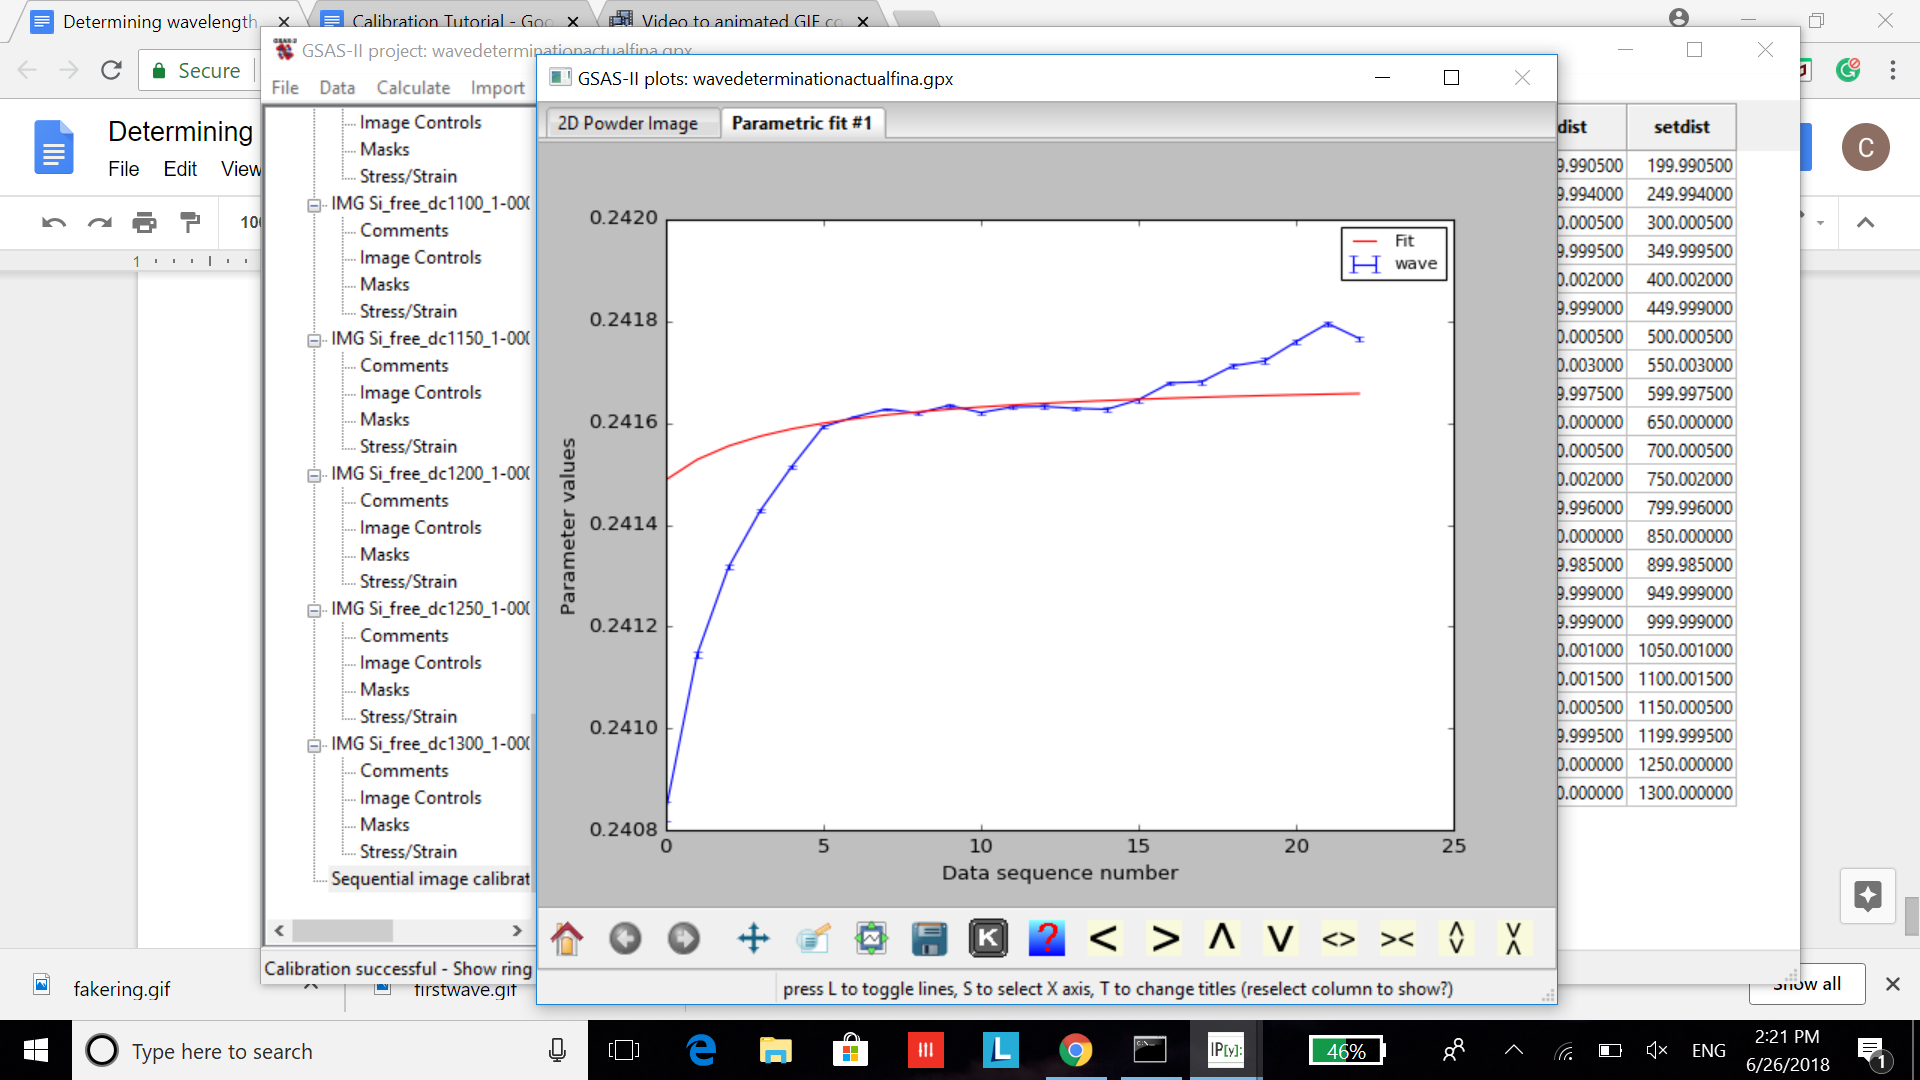 Determining wavelength
Calibration Tutorial - Goo
Video to animated GIF co
Secure
GSAS-II project: wavedeterminationactualfina.gpx
File Data Calculate Import
GSAS-II plots: wavedeterminationactualfina.gpx
2D Powder Image Parametric fit #1
Determining
File Edit View
C
1
Image Controls
Masks
Stress/Strain
IMG Si_free_dc1100_1-000
Comments
Image Controls
Masks
Stress/Strain
IMG Si_free_dc1150_1-000
Comments
Image Controls
Masks
Stress/Strain
IMG Si_free_dc1200_1-000
Comments
Image Controls
Masks
Stress/Strain
IMG Si_free_dc1250_1-000
Comments
Image Controls
Masks
Stress/Strain
IMG Si_free_dc1300_1-000
Comments
Image Controls
Masks
Stress/Strain
Sequential image calibrat
Calibration successful - Show ring
0.2420
0.2418
0.2416
0.2414
0.2412
0.2410
0.2408
Parameter values
0 5 10 15 20 25
Data sequence number
Fit
wave
K ? < > <> ><
press L to toggle lines, S to select X axis, T to change titles (reselect column to show?)
dist setdist
9.990500 199.990500
9.994000 249.994000
0.000500 300.000500
9.999500 349.999500
0.002000 400.002000
9.999000 449.999000
0.000500 500.000500
0.003000 550.003000
9.997500 599.997500
0.000000 650.000000
0.000500 700.000500
0.002000 750.002000
9.996000 799.996000
0.000000 850.000000
9.985000 899.985000
9.999000 949.999000
9.999000 999.999000
0.001000 1050.001000
0.001500 1100.001500
0.000500 1150.000500
9.999500 1199.999500
0.000000 1250.000000
0.000000 1300.000000
fakering.gif
firstwave.gif
Show all
Type here to search
L
IP[y]:
46%
ENG
2:21 PM
6/26/2018
1